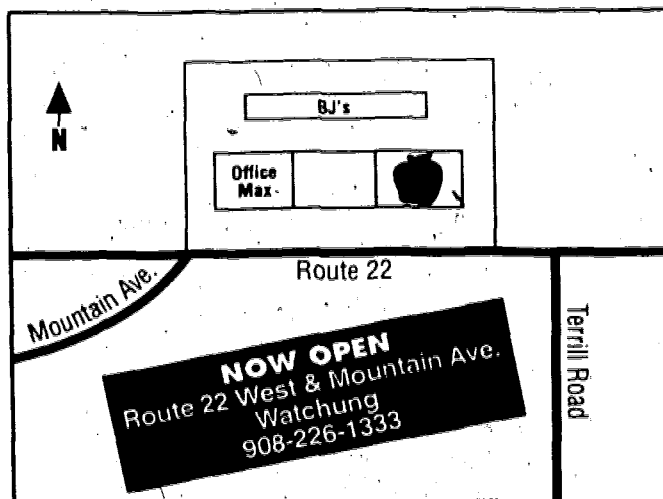 BJ's
N
Office
Max
Route 22
Mountain Ave.
Terrill Road
NOW OPEN
Route 22 West & Mountain Ave.
Watchung
908-226-1333